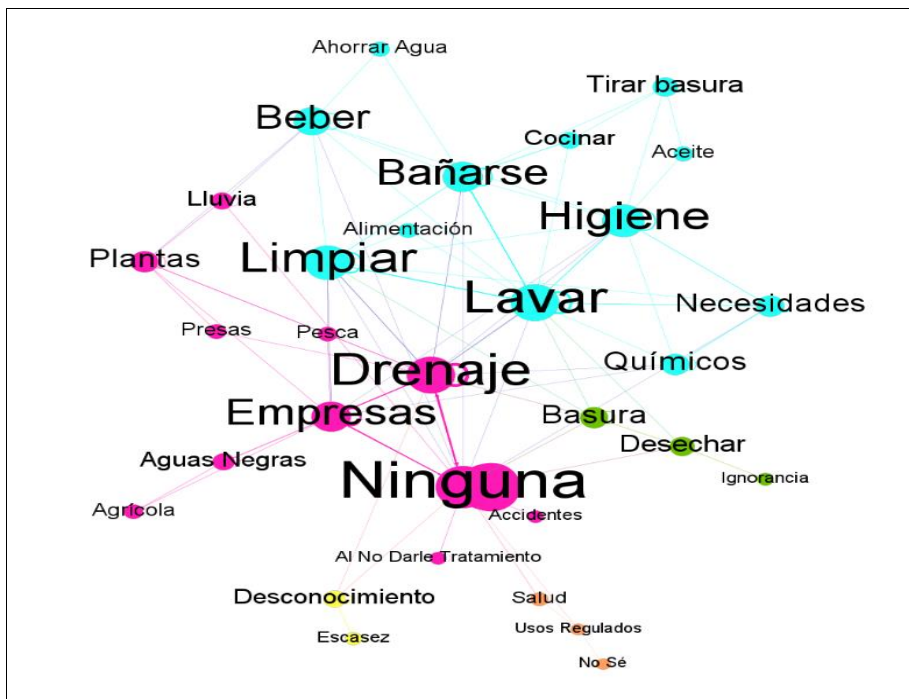 Ahorrar Agua
Tirar basura
Beber
Cocinar
Aceite
Bañarse
Lluvia
Higiene
Alimentación
Plantas
Limpiar
Lavar
Necesidades
Presas
Pesca
Químicos
Drenaje
Empresas
Basura
Desechar
Aguas Negras
Ninguna
Ignorancia
Agrícola
Accidentes
Al No Darle Tratamiento
Desconocimiento
Salud
Usos Regulados
Escasez
No Sé